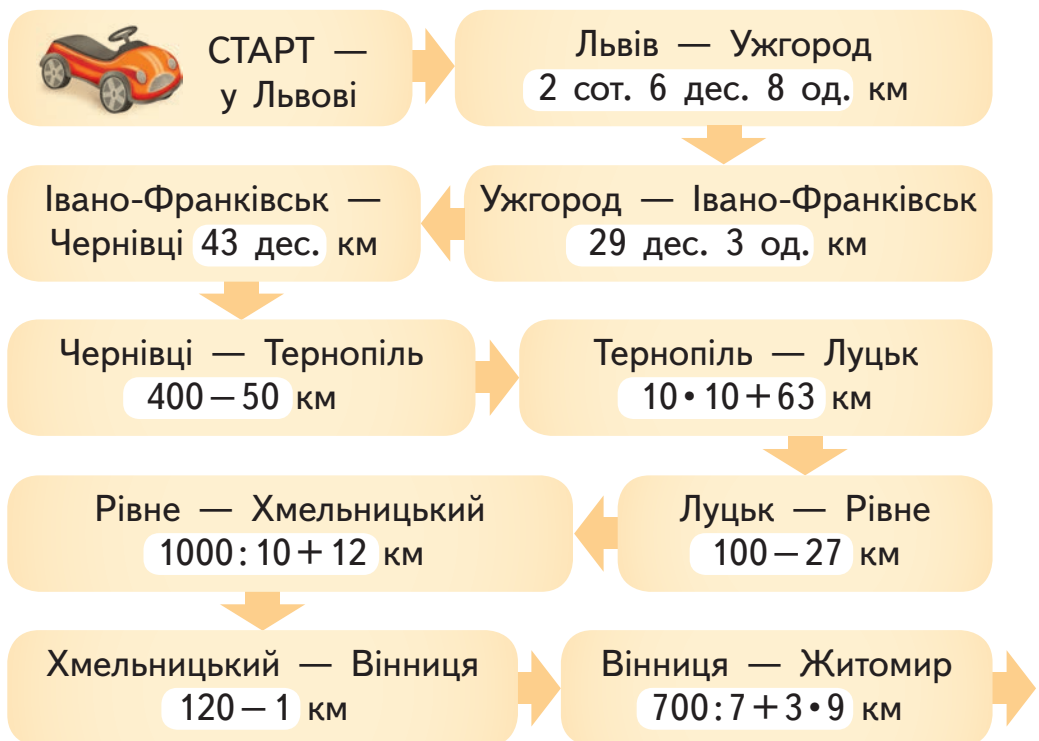 СТАРТ —
у Львові
Львів — Ужгород
2 сот. 6 дес. 8 од. км
Ужгород — Івано-Франківськ
29 дес. 3 од. км
Івано-Франківськ —
Чернівці 43 дес. км
Чернівці — Тернопіль
400 − 50 км
Тернопіль — Луцьк
10 • 10 + 63 км
Луцьк — Рівне
100 − 27 км
Рівне — Хмельницький
1000 : 10 + 12 км
Хмельницький — Вінниця
120 − 1 км
Вінниця — Житомир
700 : 7 + 3 • 9 км